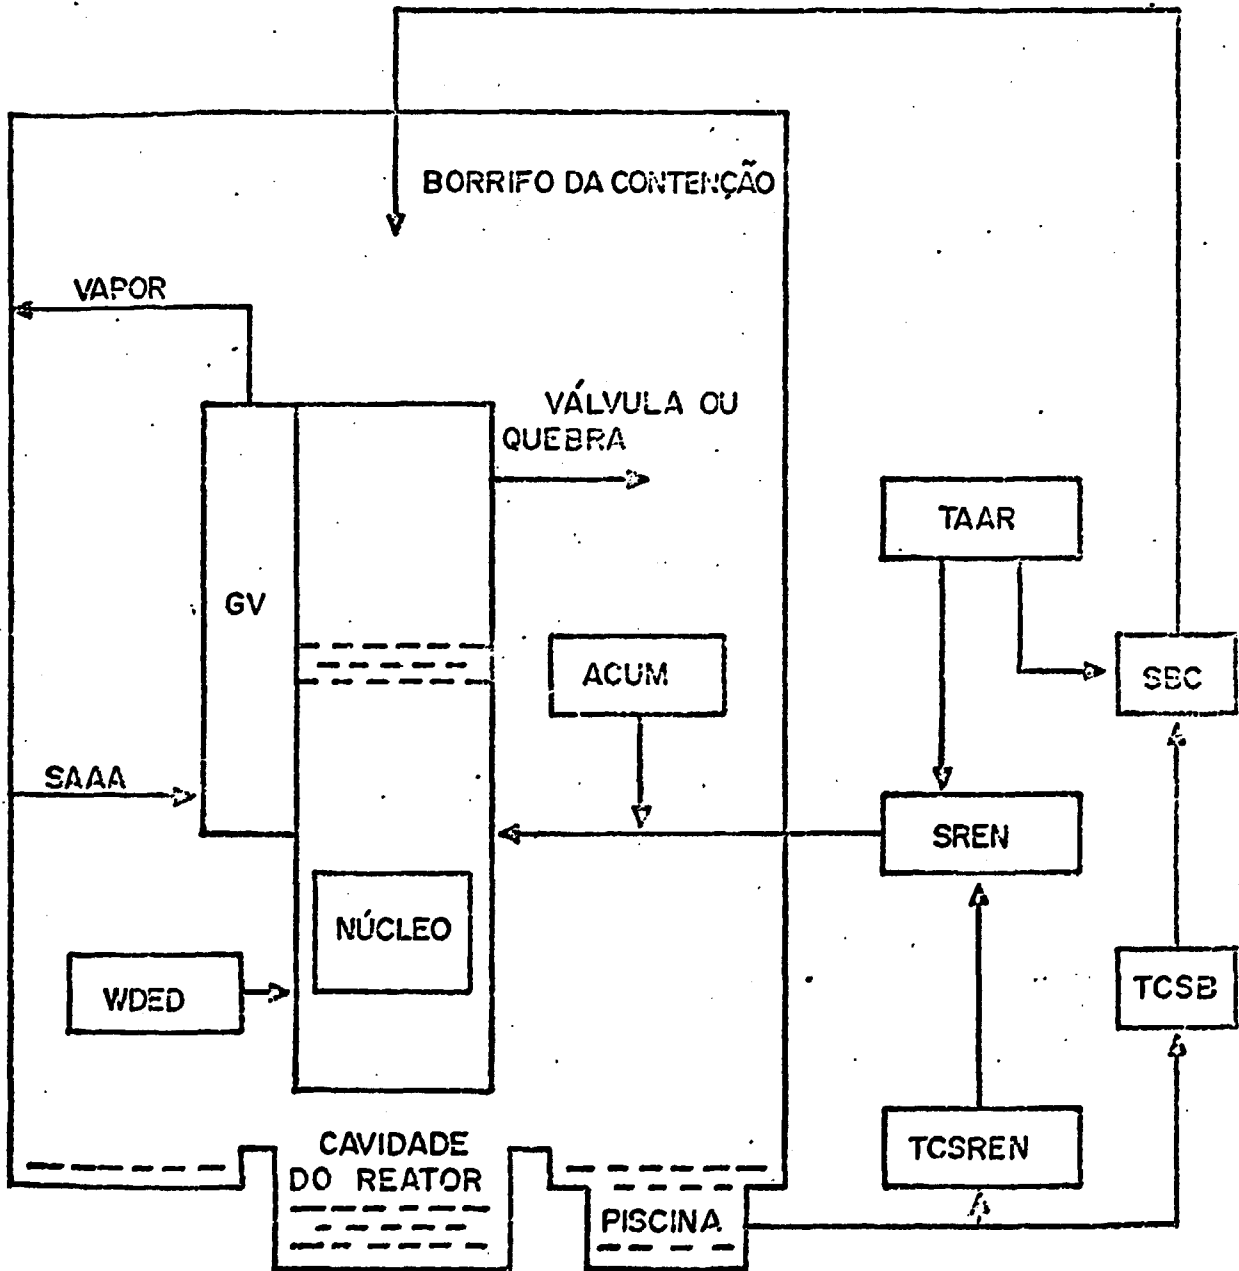 BORRIFO DA CONTENÇÃO
VAPOR
VÁLVULA OU
QUEBRA
TAAR
GV
ACUM
SBC
SAAA
SREN
NÚCLEO
WDED
TCSB
CAVIDADE
DO REATOR
TCSREN
PISCINA